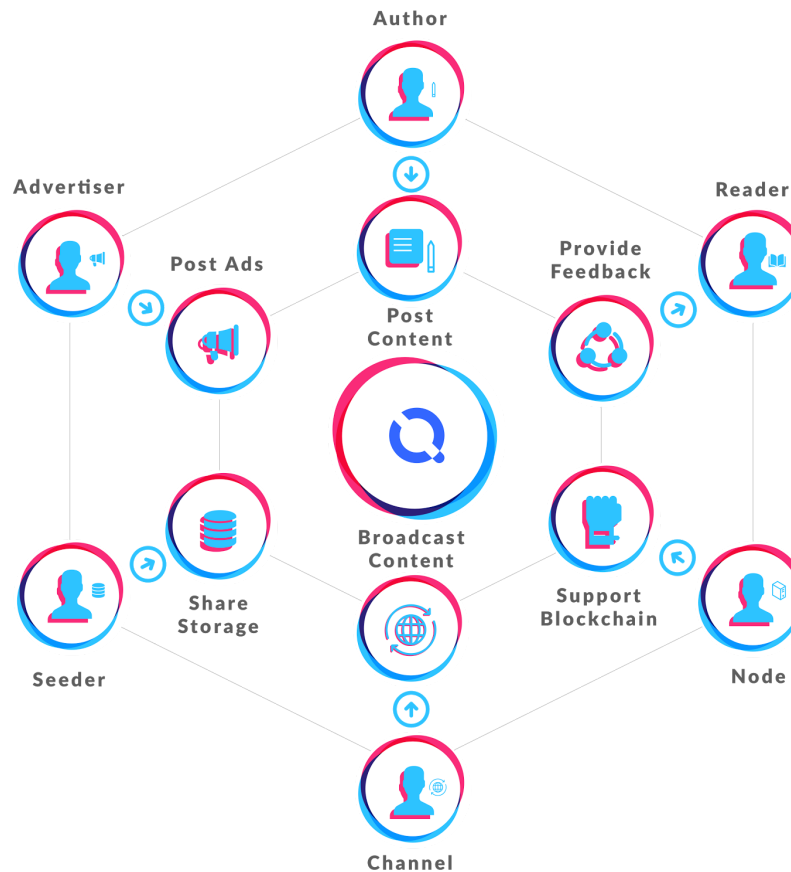 Author
Advertiser
Reader
Post Ads
Provide
Feedback
Post
Content
Broadcast
Content
Share
Storage
Support
Blockchain
Seeder
Node
Channel